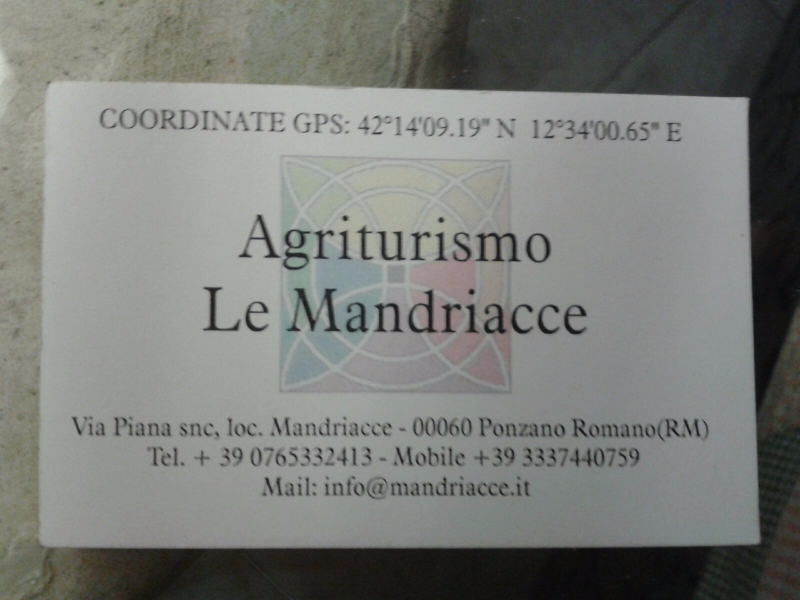 COORDINATE GPS: 42°14'09.19" N 12°34'00.65" E
Agriturismo
Le Mandriacce
Via Piana snc, loc. Mandriacce - 00060 Ponzano Romano(RM)
Tel. + 39 0765332413 - Mobile +39 3337440759
Mail: info@mandriacce.it